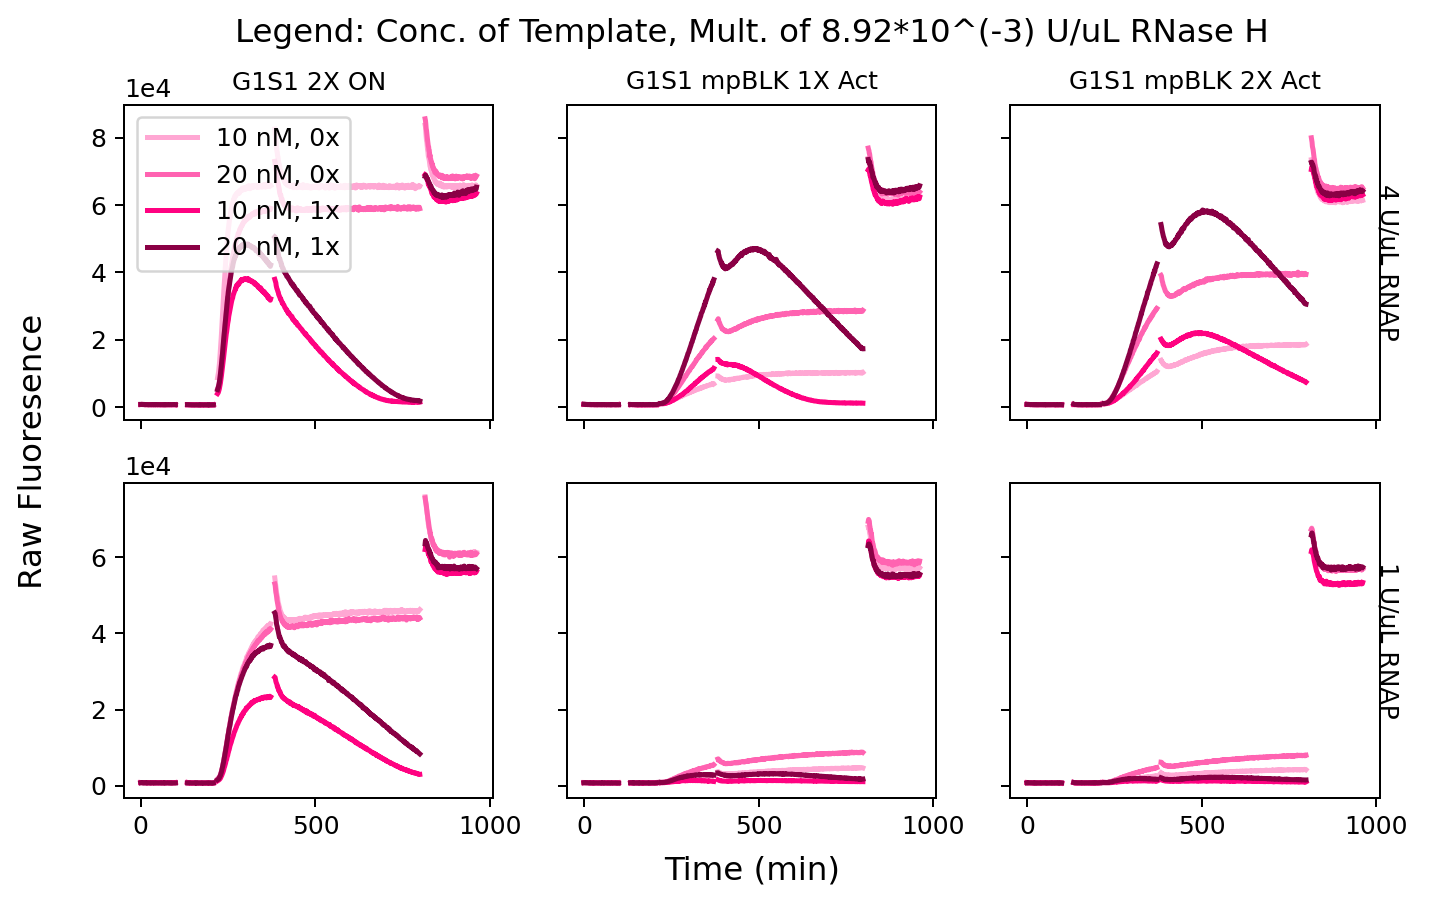 Legend: Conc. of Template, Mult. of 8.92*10^(-3) U/uL RNase H
G1S1 2X ON
G1S1 mpBLK 1X Act
G1S1 mpBLK 2X Act
1e4
8
6
4
2
0
10 nM, 0x
20 nM, 0x
10 nM, 1x
20 nM, 1x
4 U/uL RNAP
Raw Fluoresence
1e4
6
4
2
0
1 U/uL RNAP
0 500 1000
0 500 1000
0 500 1000
Time (min)